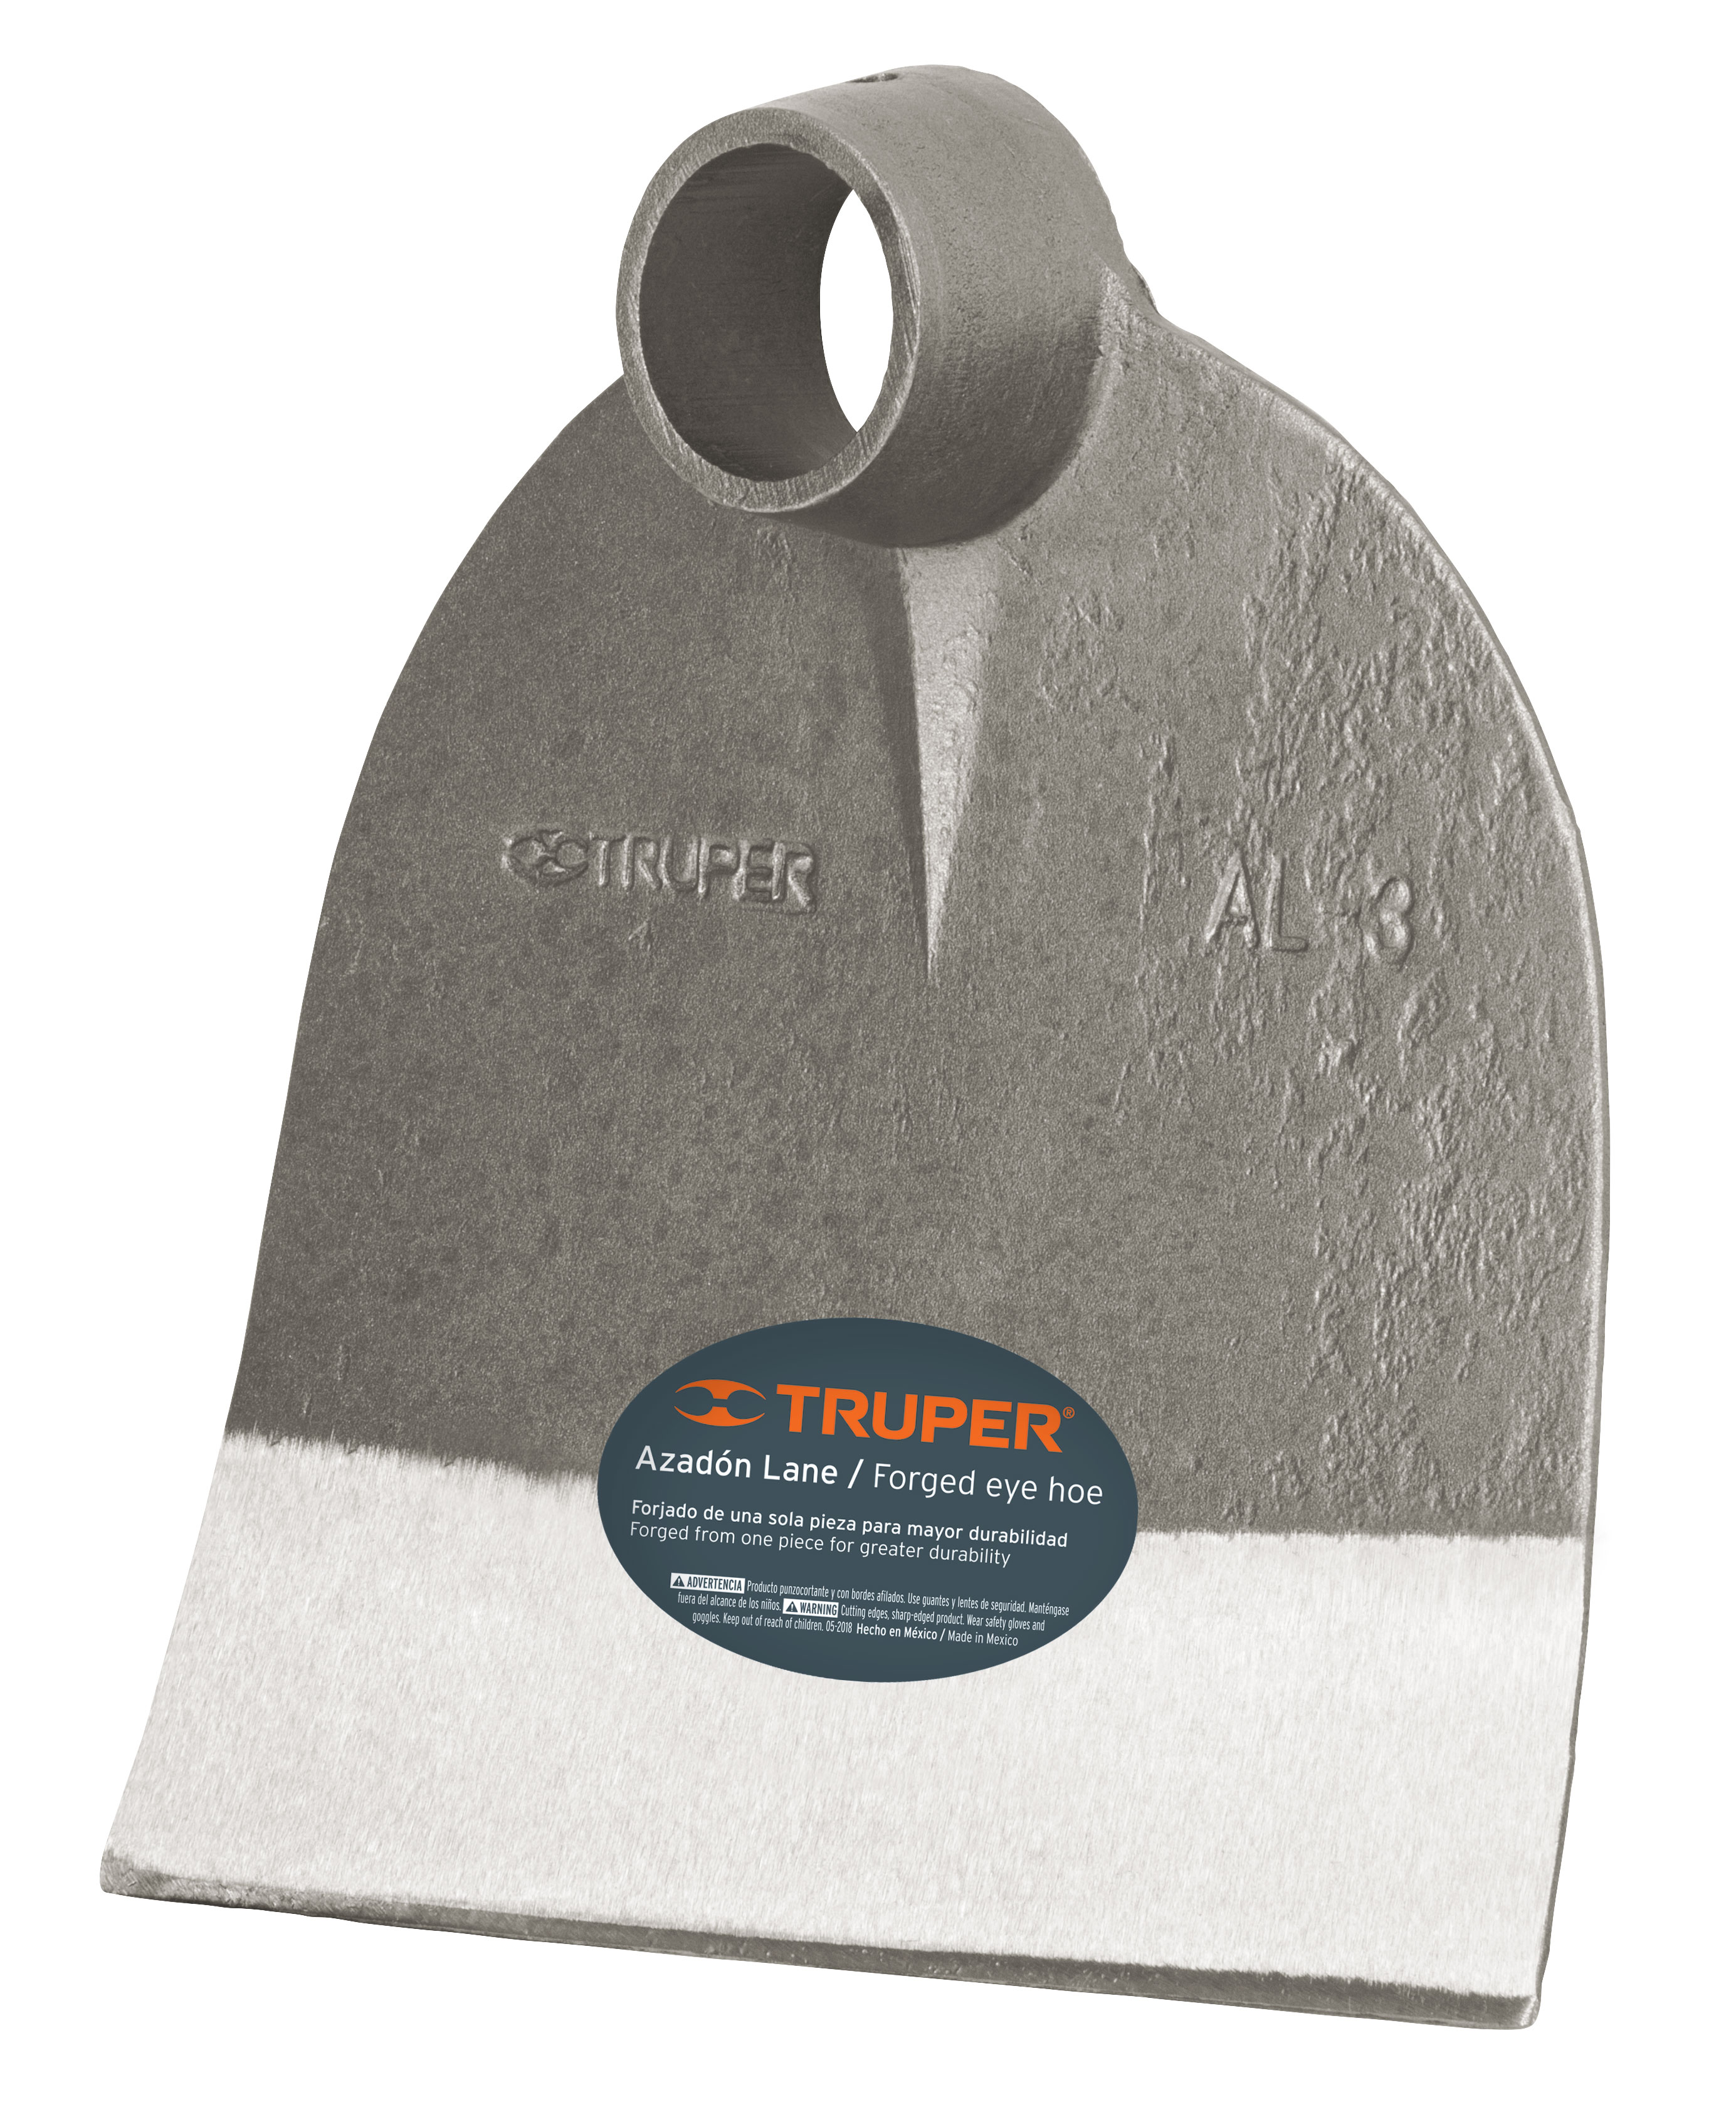 TRUPER
AL-3
TRUPER®
Azadón Lane / Forged eye hoe
Forjado de una sola pieza para mayor durabilidad
Forged from one piece for greater durability
ADVERTENCIA Producto punzocortante y con bordes afilados. Use guantes y lentes de seguridad. Manténgase
fuera del alcance de los niños. WARNING Cutting edges, sharp-edged product. Wear safety gloves and
goggles. Keep out of reach of children. 05-2018 Hecho en México / Made in Mexico